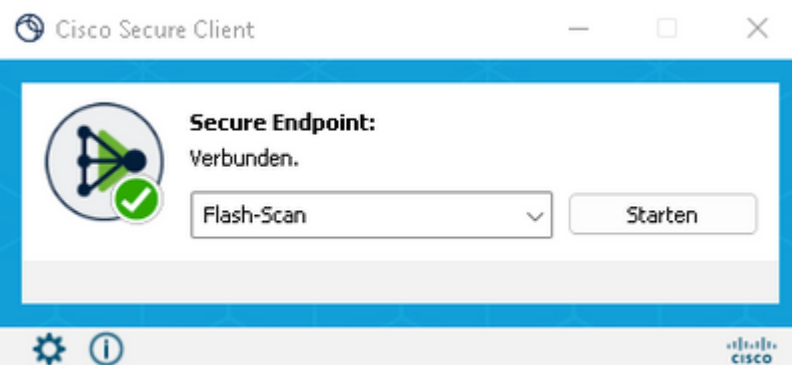 Cisco Secure Client
Secure Endpoint:
Verbunden.
Flash-Scan
Starten
CISCO